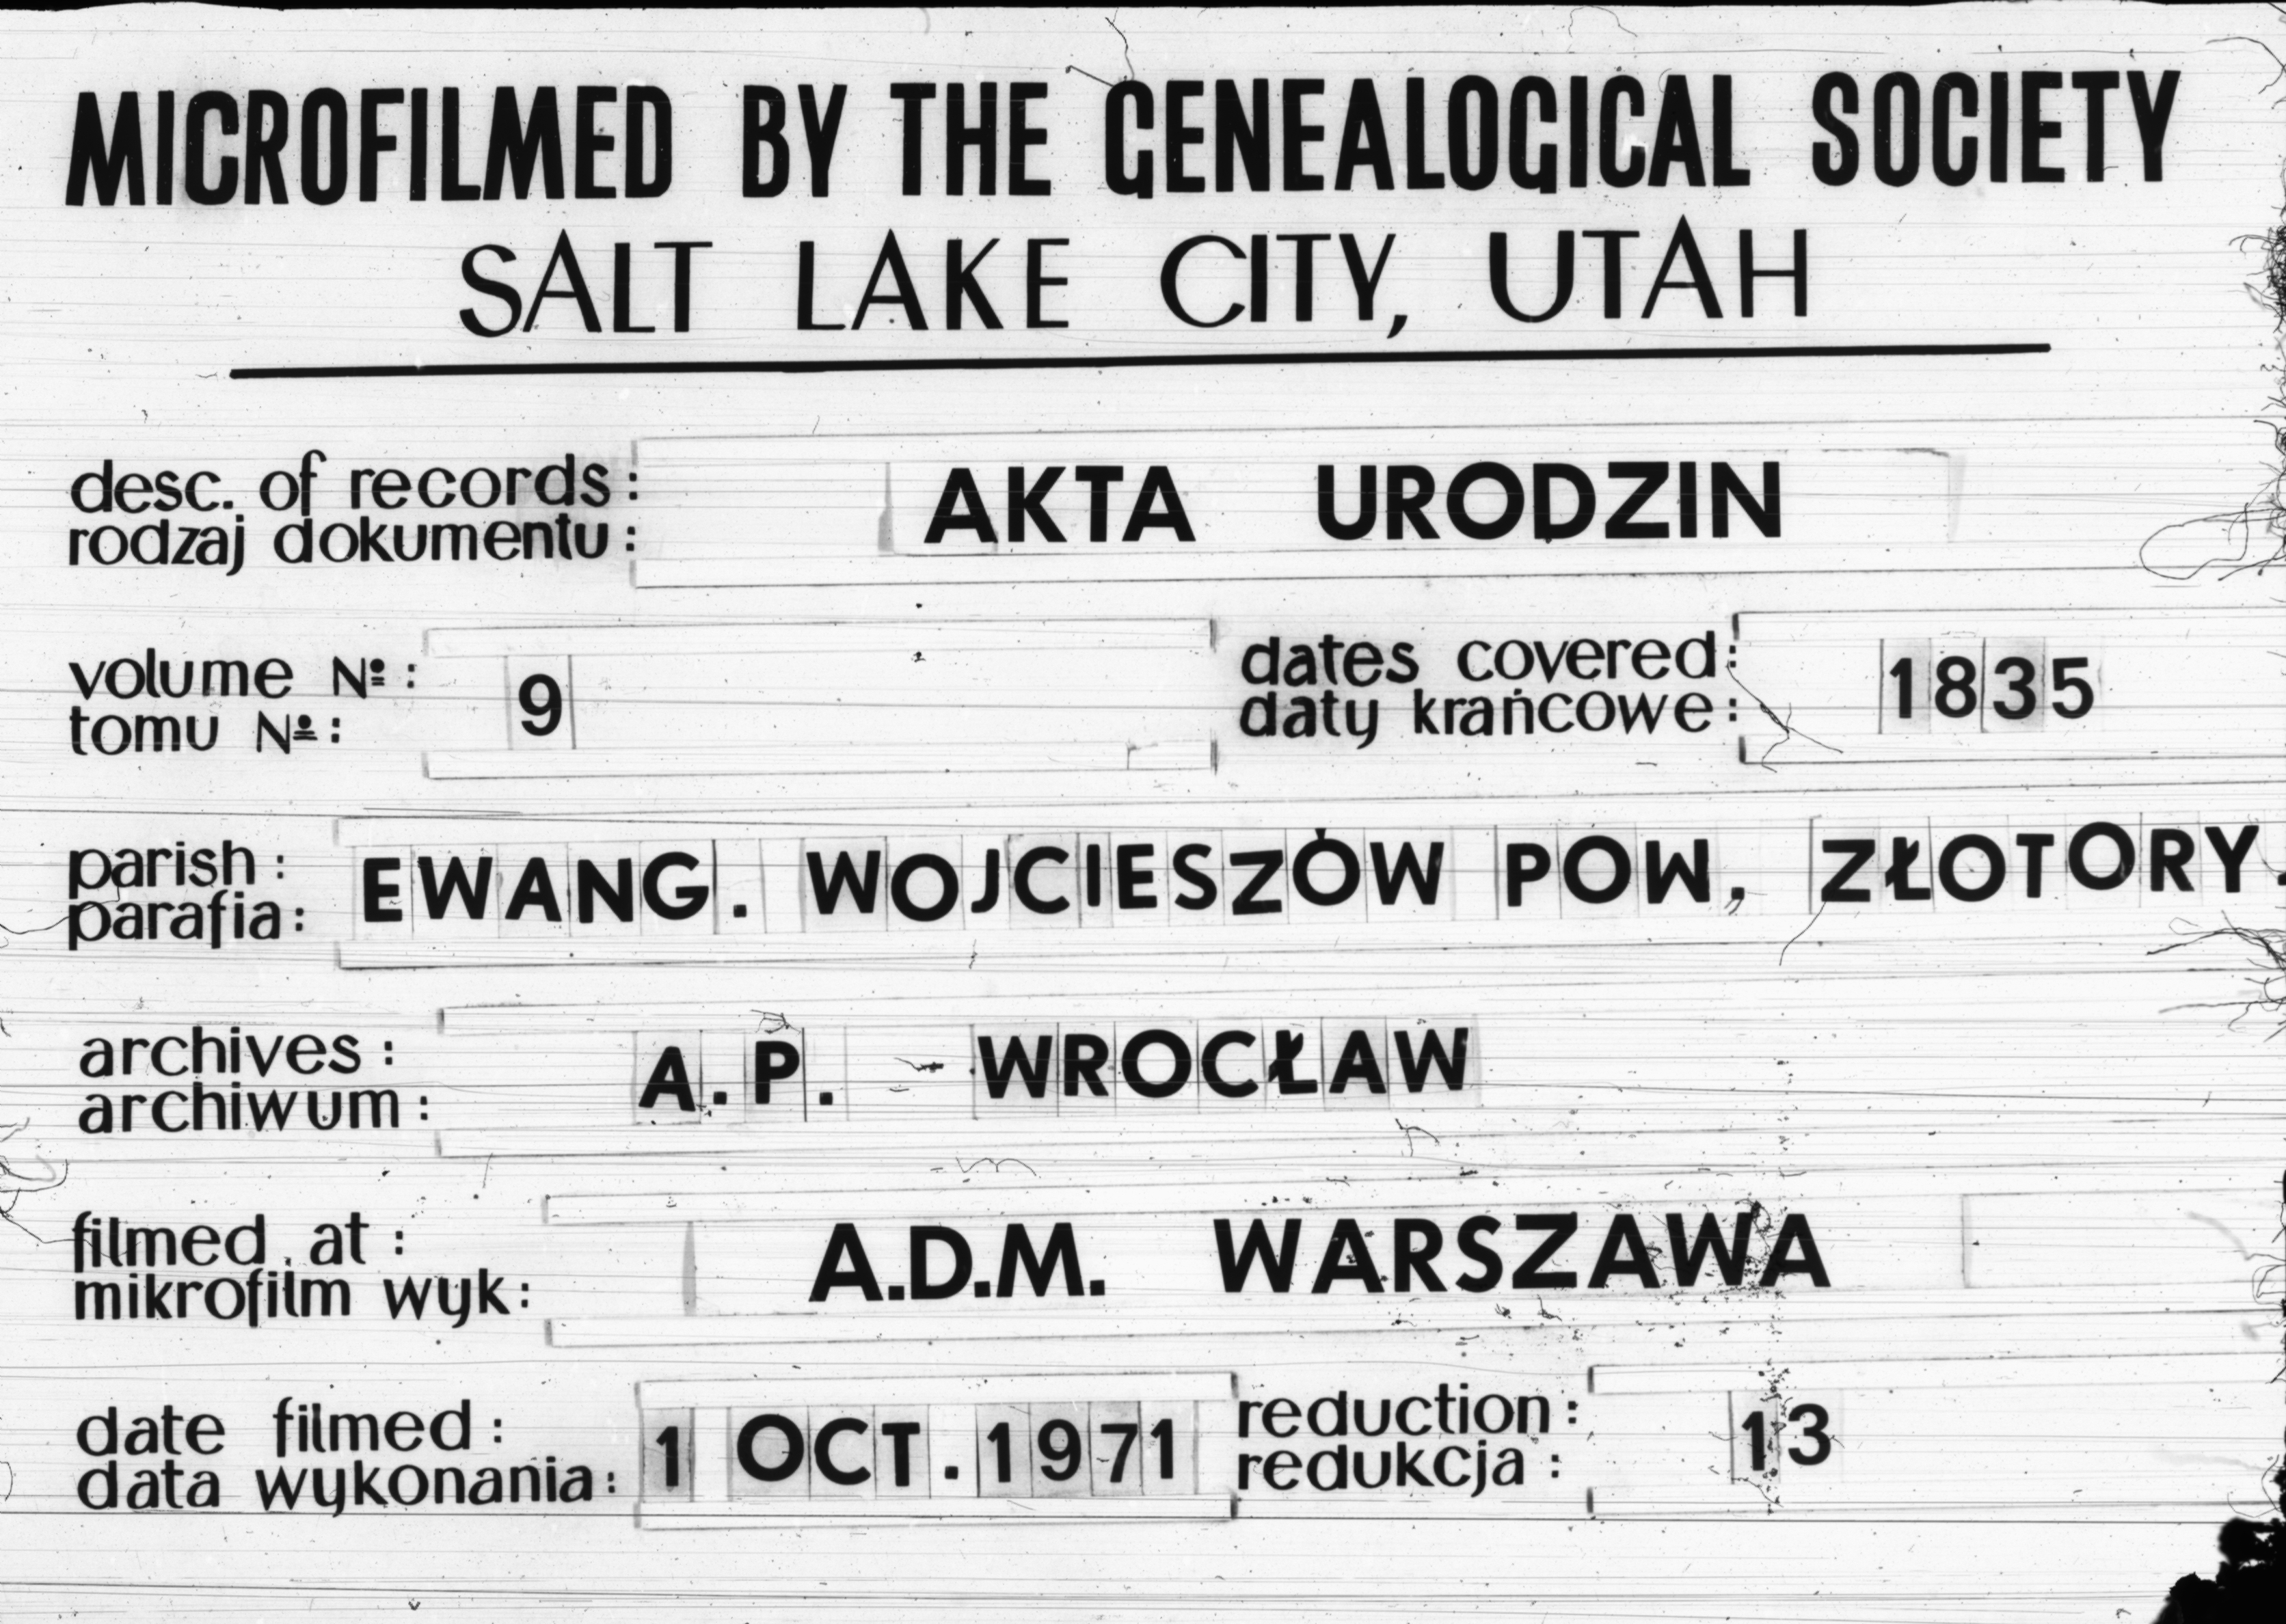 MICROFILMED BY THE GENEALOGICAL SOCIETY
SALT LAKE CITY, UTAH
desc. of records: AKTA URODZIN
rodzaj dokumentu:
volume №: 9
tomu №:
dates covered: 1835
daty krańcowe:
parish: EWANG. WOJCIESZÓW POW, ZŁOTORY.
parafia:
archives: A.P. - WROCŁAW
archiwum:
filmed at: A.D.M. WARSZAWA
mikrofilm wyk:
date filmed: 1 OCT. 1971
data wykonania:
reduction: 13
redukcja: